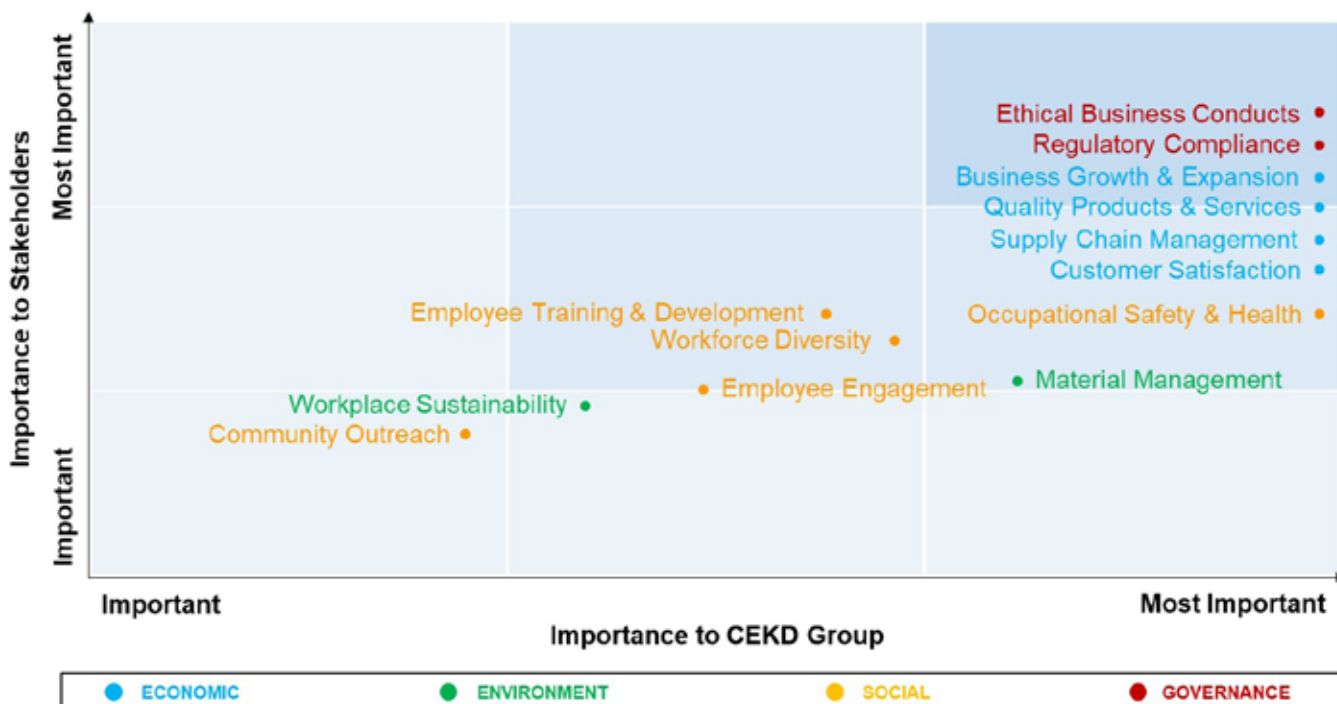 Most Important
Importance to Stakeholders
Important
Ethical Business Conducts
Regulatory Compliance
Business Growth & Expansion
Quality Products & Services
Supply Chain Management
Customer Satisfaction
Employee Training & Development
Occupational Safety & Health
Workforce Diversity
Material Management
Employee Engagement
Workplace Sustainability
Community Outreach
Important
Most Important
Importance to CEKD Group
ECONOMIC
ENVIRONMENT
SOCIAL
GOVERNANCE